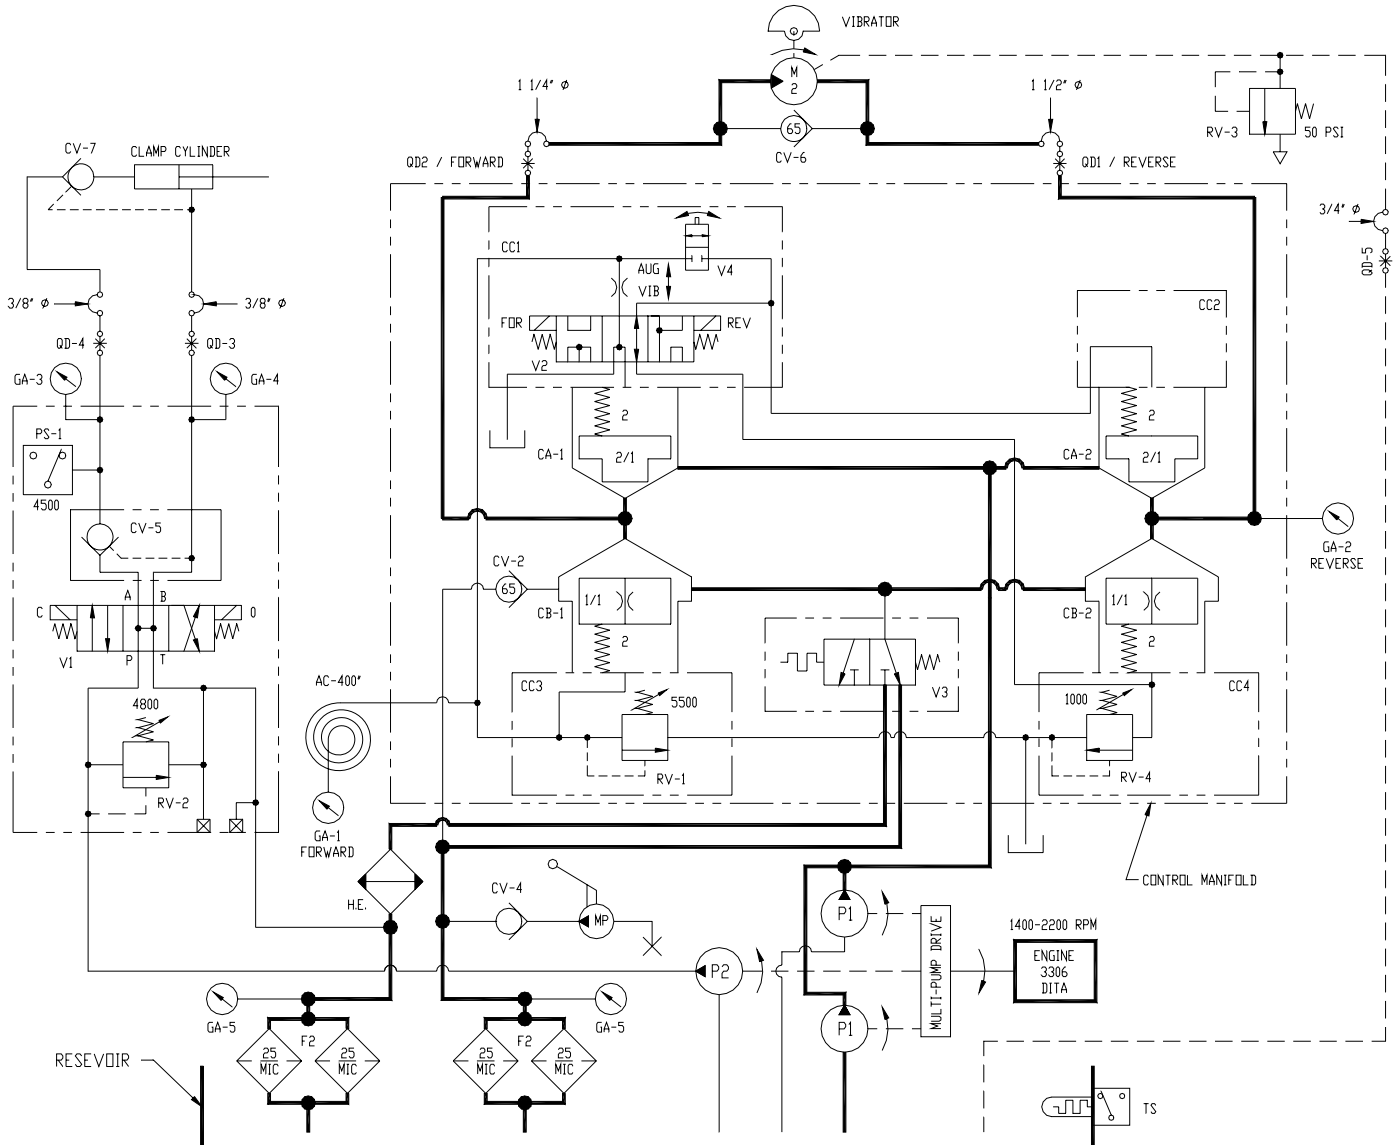 VIBRATOR
M
2
1 1/4" Ø
1 1/2" Ø
65
CV-6
RV-3
50 PSI
CV-7
CLAMP CYLINDER
QD2 / FORWARD
QD1 / REVERSE
3/4" Ø
QD-5
CC1
AUG
VIB
V4
CC2
3/8" Ø
3/8" Ø
FOR
REV
V2
QD-4
QD-3
GA-3
GA-4
PS-1
4500
2
2
CA-1
2/1
CA-2
2/1
CV-5
GA-2
REVERSE
CV-2
65
1/1
CB-1
2
1/1
CB-2
2
A
B
C
O
V1
P
T
V3
CC3
5500
RV-1
CC4
1000
RV-4
AC-400"
4800
RV-2
GA-1
FORWARD
H.E.
CV-4
MP
CONTROL MANIFOLD
P1
P2
P1
MULTI-PUMP DRIVE
1400-2200 RPM
ENGINE
3306
DITA
GA-5
F2
25
MIC
25
MIC
F2
GA-5
25
MIC
25
MIC
RESEVOIR
TS